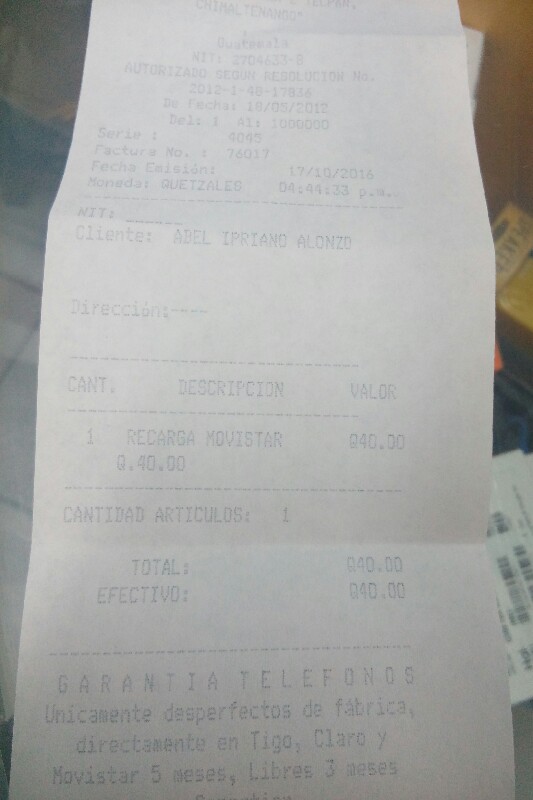 TELPAR,
CHIMALTENANGO"
Guatemala
NIT: 2704633-8
AUTORIZADO SEGUN RESOLUCION No.
2012-1-48-17836
De Fecha: 18/05/2012
Del: 1 Al: 1000000
Serie : 4045
Factura No. : 76017
Fecha Emisión: 17/10/2016
Moneda: QUETZALES 04:44:33 p.m.
NIT: ______
Cliente: ADEL IPRIANO ALONZO
Dirección:----
CANT. DESCRIPCION VALOR
1 RECARGA MOVISTAR Q40.00
Q.40.00
CANTIDAD ARTICULOS: 1
TOTAL: Q40.00
EFECTIVO: Q40.00
GARANTIA TELEFONOS
Unicamente desperfectos de fábrica,
directamente en Tigo, Claro y
Movistar 5 meses, Libres 3 meses